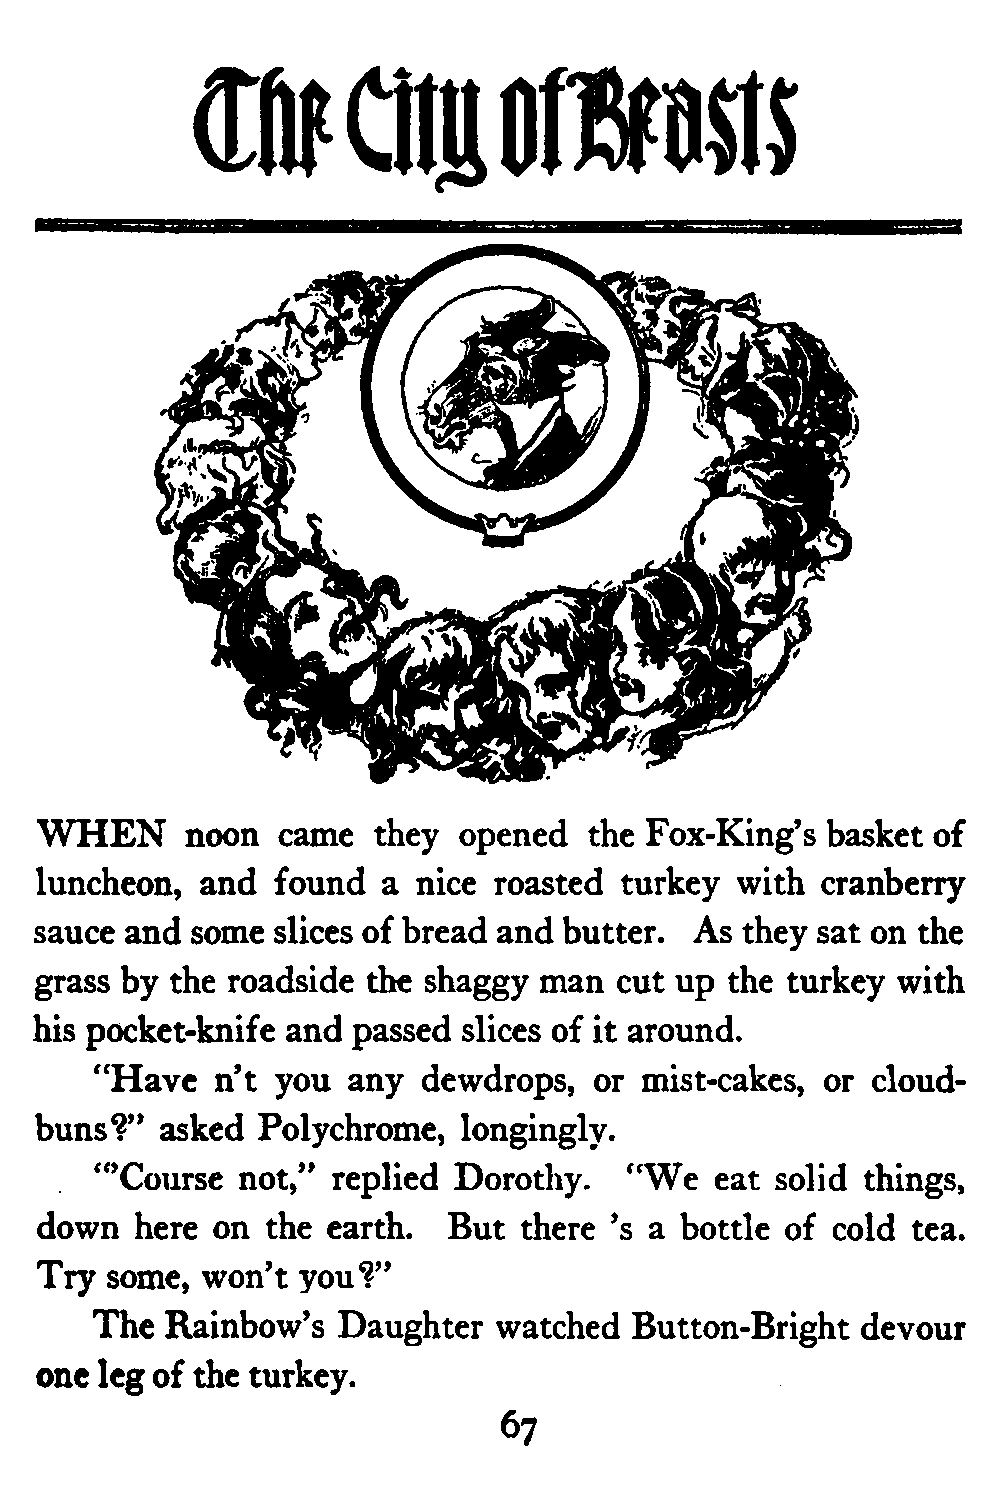 The City of Beasts
WHEN noon came they opened the Fox-King's basket of
luncheon, and found a nice roasted turkey with cranberry
sauce and some slices of bread and butter. As they sat on the
grass by the roadside the shaggy man cut up the turkey with
his pocket-knife and passed slices of it around.
"Have n't you any dewdrops, or mist-cakes, or cloud-
buns?" asked Polychrome, longingly.
"'Course not," replied Dorothy. "We eat solid things,
down here on the earth. But there 's a bottle of cold tea.
Try some, won't you?"
The Rainbow's Daughter watched Button-Bright devour
one leg of the turkey.
67